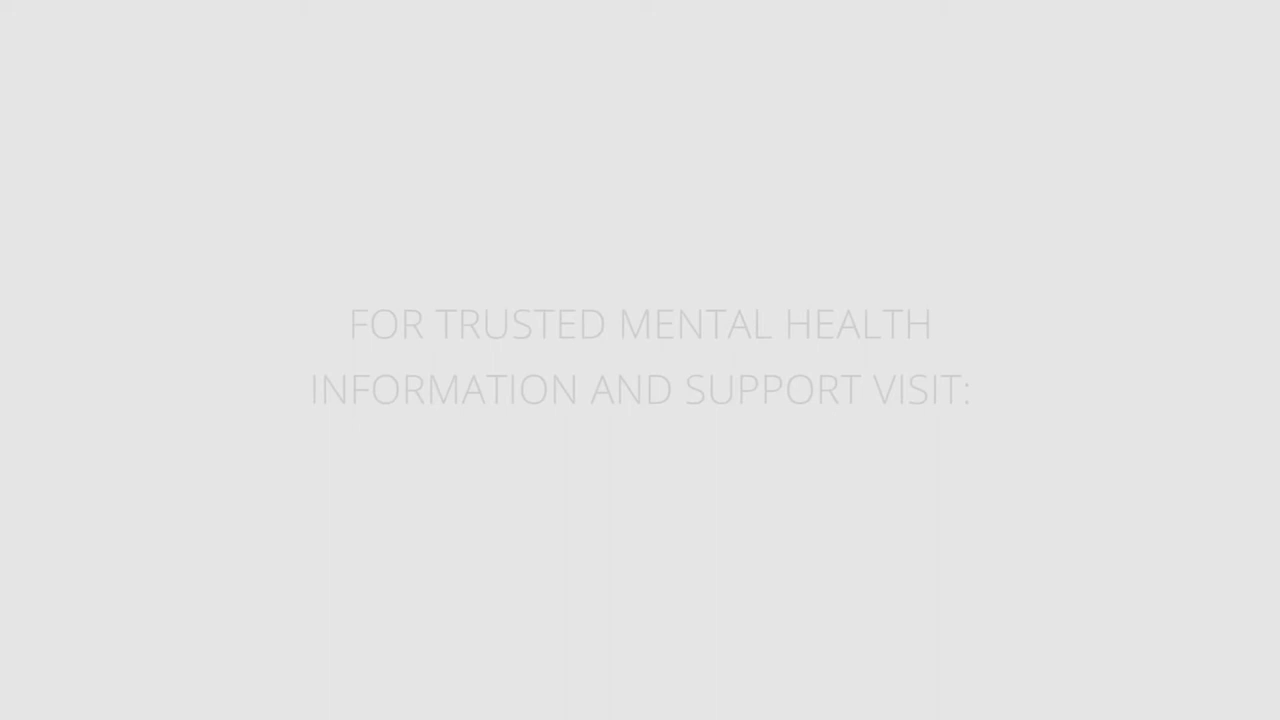 FOR TRUSTED MENTAL HEALTH
INFORMATION AND SUPPORT VISIT: